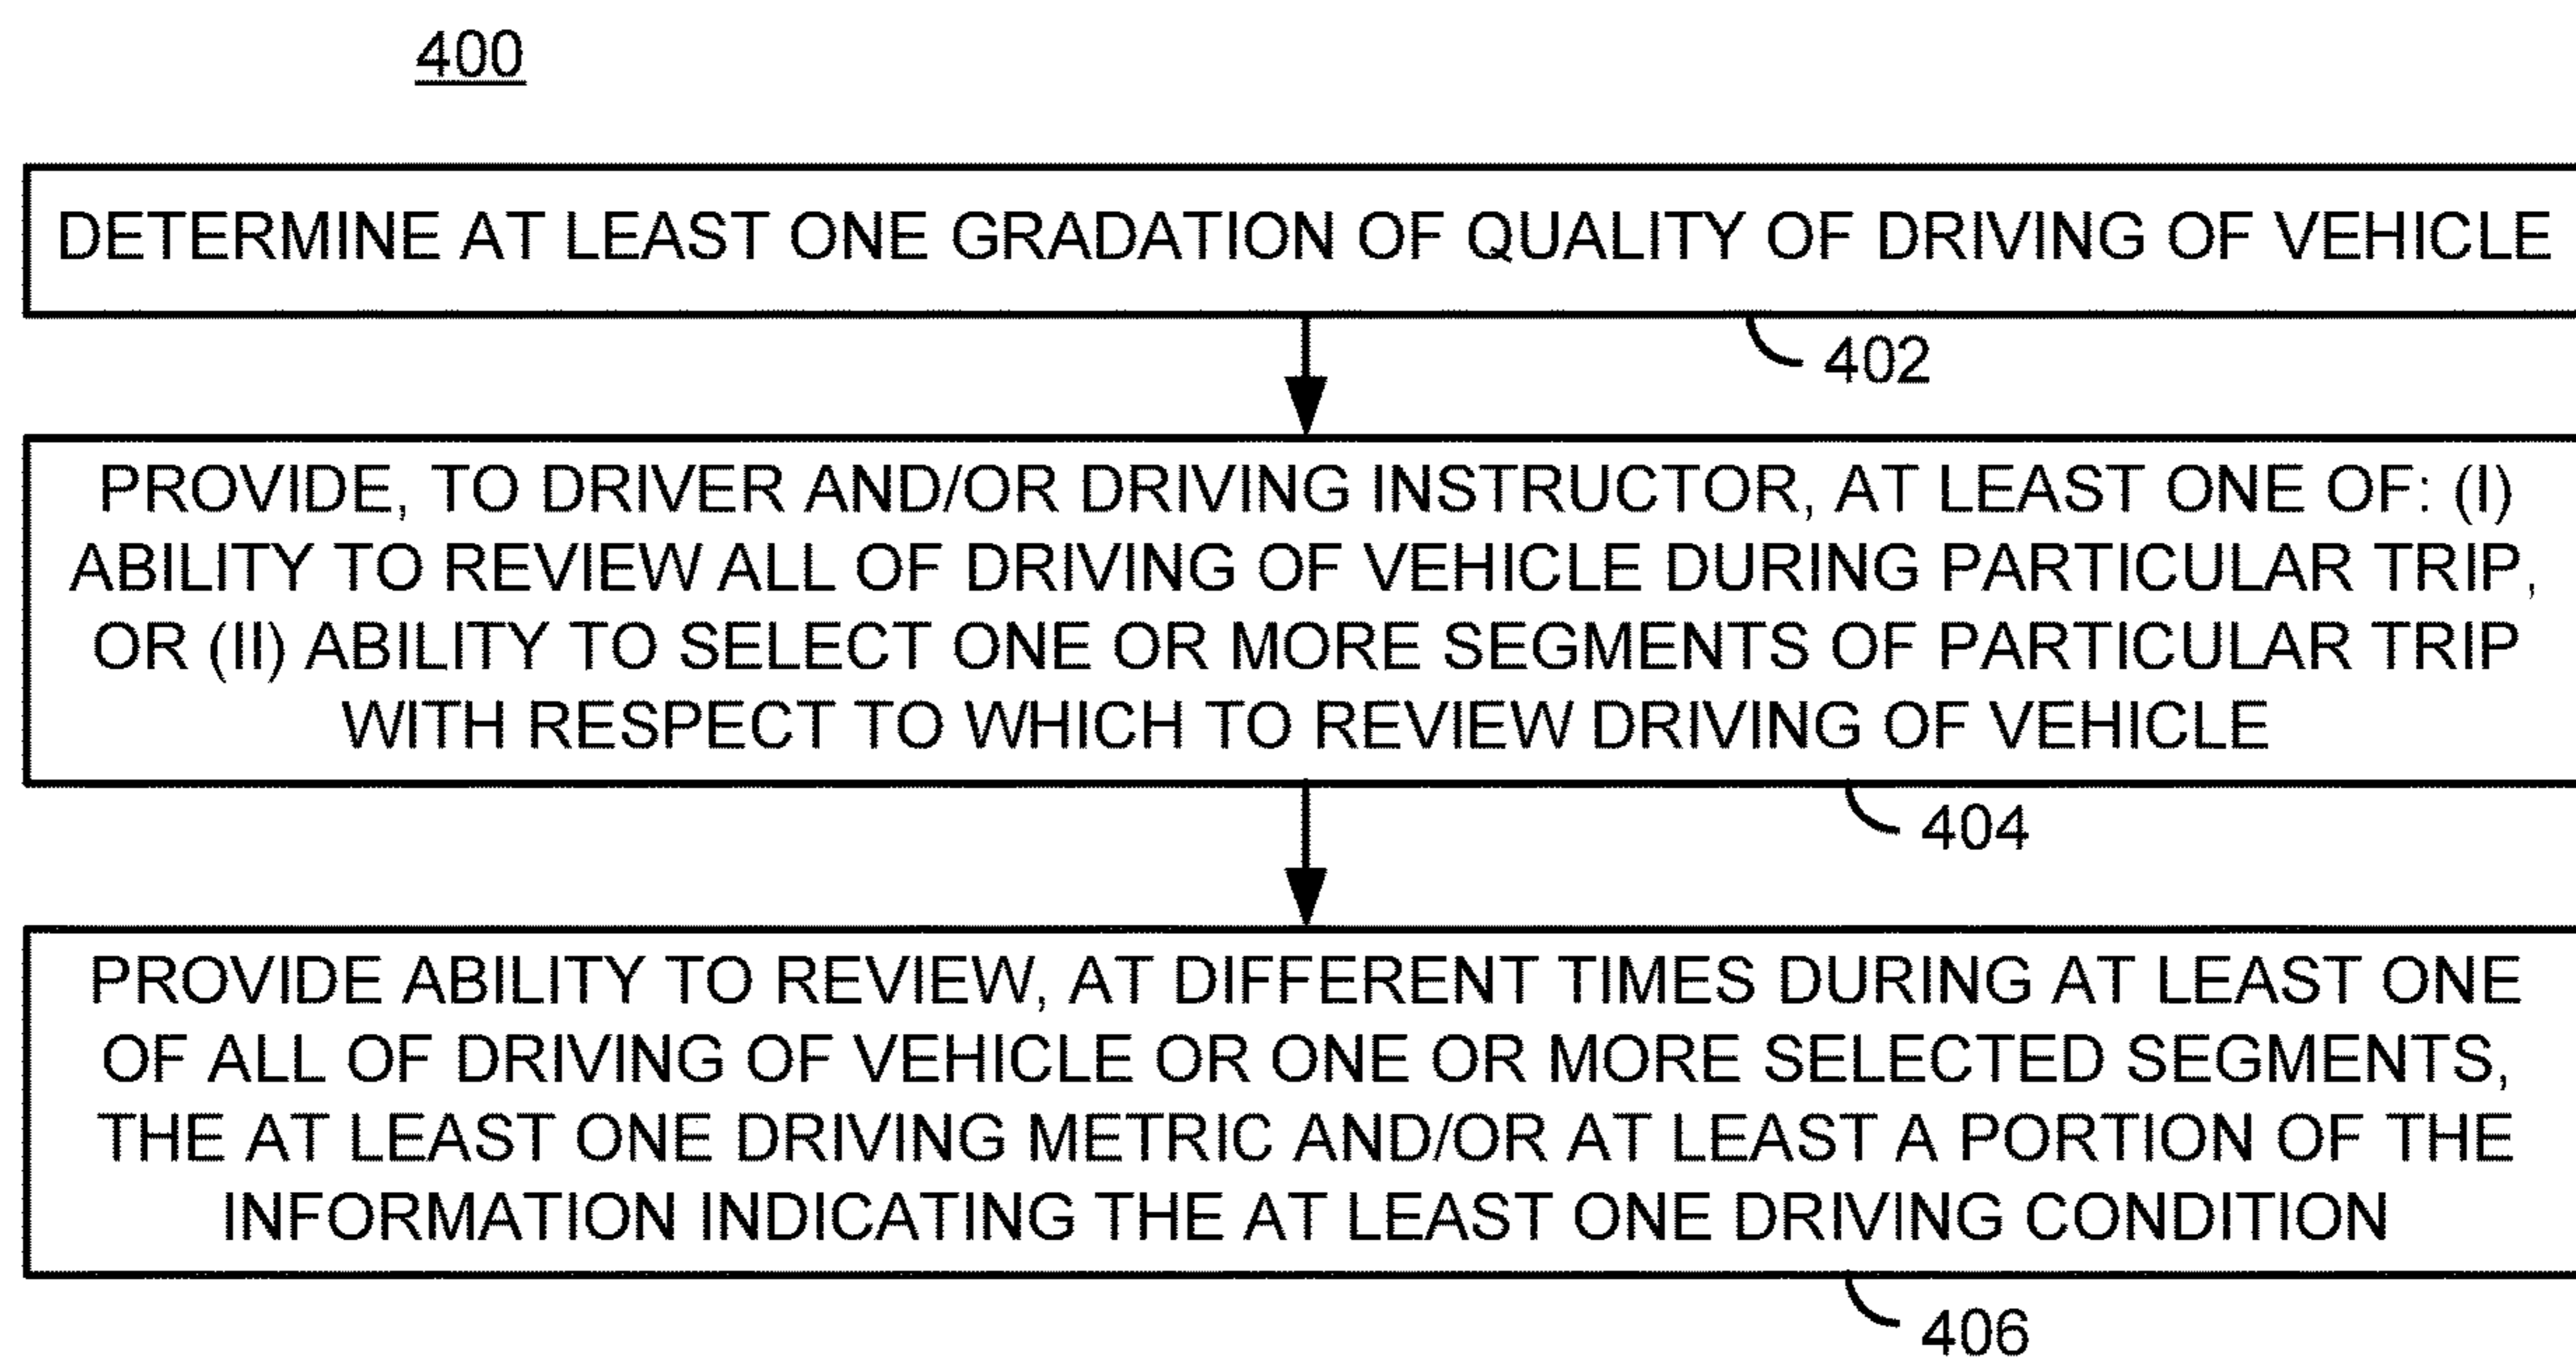 400
DETERMINE AT LEAST ONE GRADATION OF QUALITY OF DRIVING OF VEHICLE
402
PROVIDE, TO DRIVER AND/OR DRIVING INSTRUCTOR, AT LEAST ONE OF: (I)
ABILITY TO REVIEW ALL OF DRIVING OF VEHICLE DURING PARTICULAR TRIP,
OR (II) ABILITY TO SELECT ONE OR MORE SEGMENTS OF PARTICULAR TRIP
WITH RESPECT TO WHICH TO REVIEW DRIVING OF VEHICLE
404
PROVIDE ABILITY TO REVIEW, AT DIFFERENT TIMES DURING AT LEAST ONE
OF ALL OF DRIVING OF VEHICLE OR ONE OR MORE SELECTED SEGMENTS,
THE AT LEAST ONE DRIVING METRIC AND/OR AT LEAST A PORTION OF THE
INFORMATION INDICATING THE AT LEAST ONE DRIVING CONDITION
406